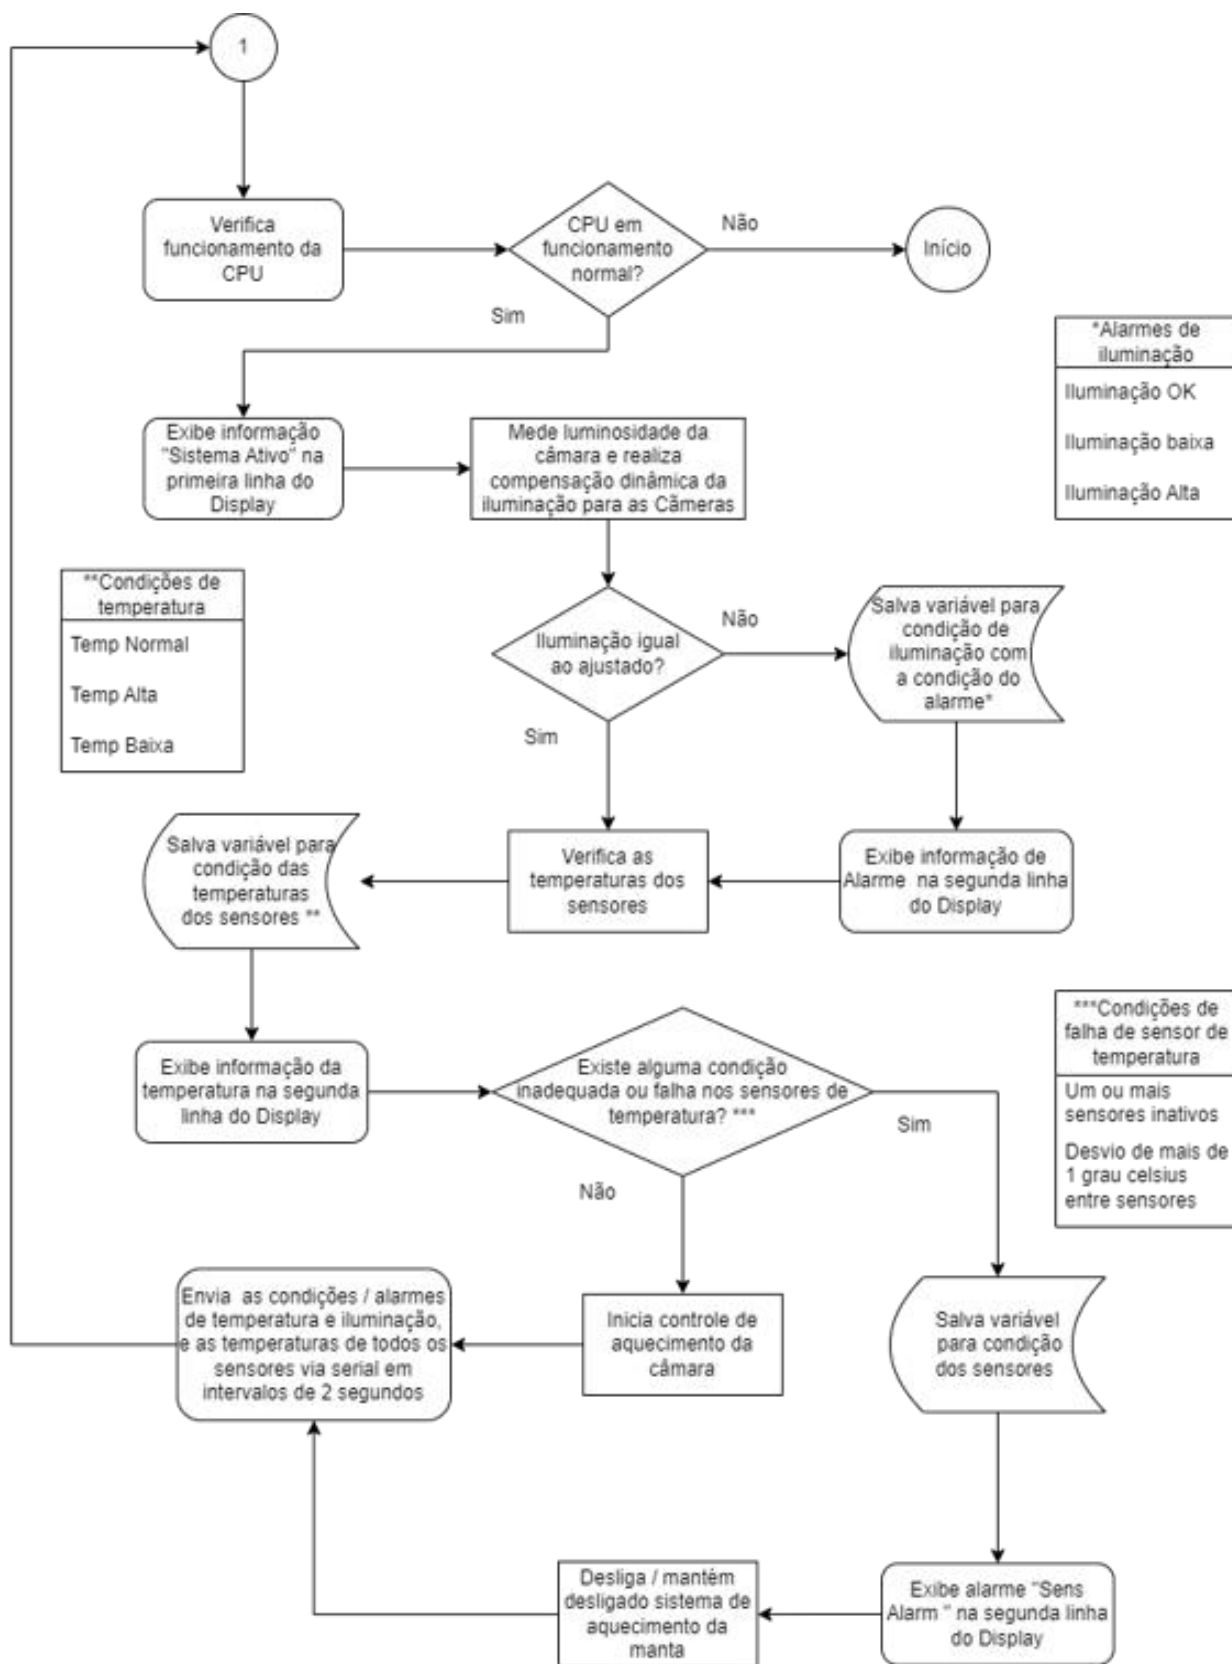 1
Verifica
funcionamento da
CPU
CPU em
funcionamento
normal?
Não
Início
Sim
*Alarmes de
iluminação
Iluminação OK
Iluminação baixa
Iluminação Alta
Exibe informação
"Sistema Ativo" na
primeira linha do
Display
Mede luminosidade da
câmara e realiza
compensação dinâmica da
iluminação para as Câmeras
**Condições de
temperatura
Temp Normal
Temp Alta
Temp Baixa
Iluminação igual
ao ajustado?
Não
Salva variável para
condição de
iluminação com
a condição do
alarme*
Sim
Salva variável para
condição das
temperaturas
dos sensores **
Verifica as
temperaturas dos
sensores
Exibe informação de
Alarme na segunda linha
do Display
Exibe informação da
temperatura na segunda
linha do Display
Existe alguma condição
inadequada ou falha nos sensores de
temperatura? ***
Sim
Não
***Condições de
falha de sensor de
temperatura
Um ou mais
sensores inativos
Desvio de mais de
1 grau celsius
entre sensores
Envia as condições / alarmes
de temperatura e iluminação,
e as temperaturas de todos os
sensores via serial em
intervalos de 2 segundos
Inicia controle de
aquecimento da
câmara
Salva variável
para condição
dos sensores
Desliga / mantém
desligado sistema de
aquecimento da
manta
Exibe alarme "Sens
Alarm " na segunda linha
do Display